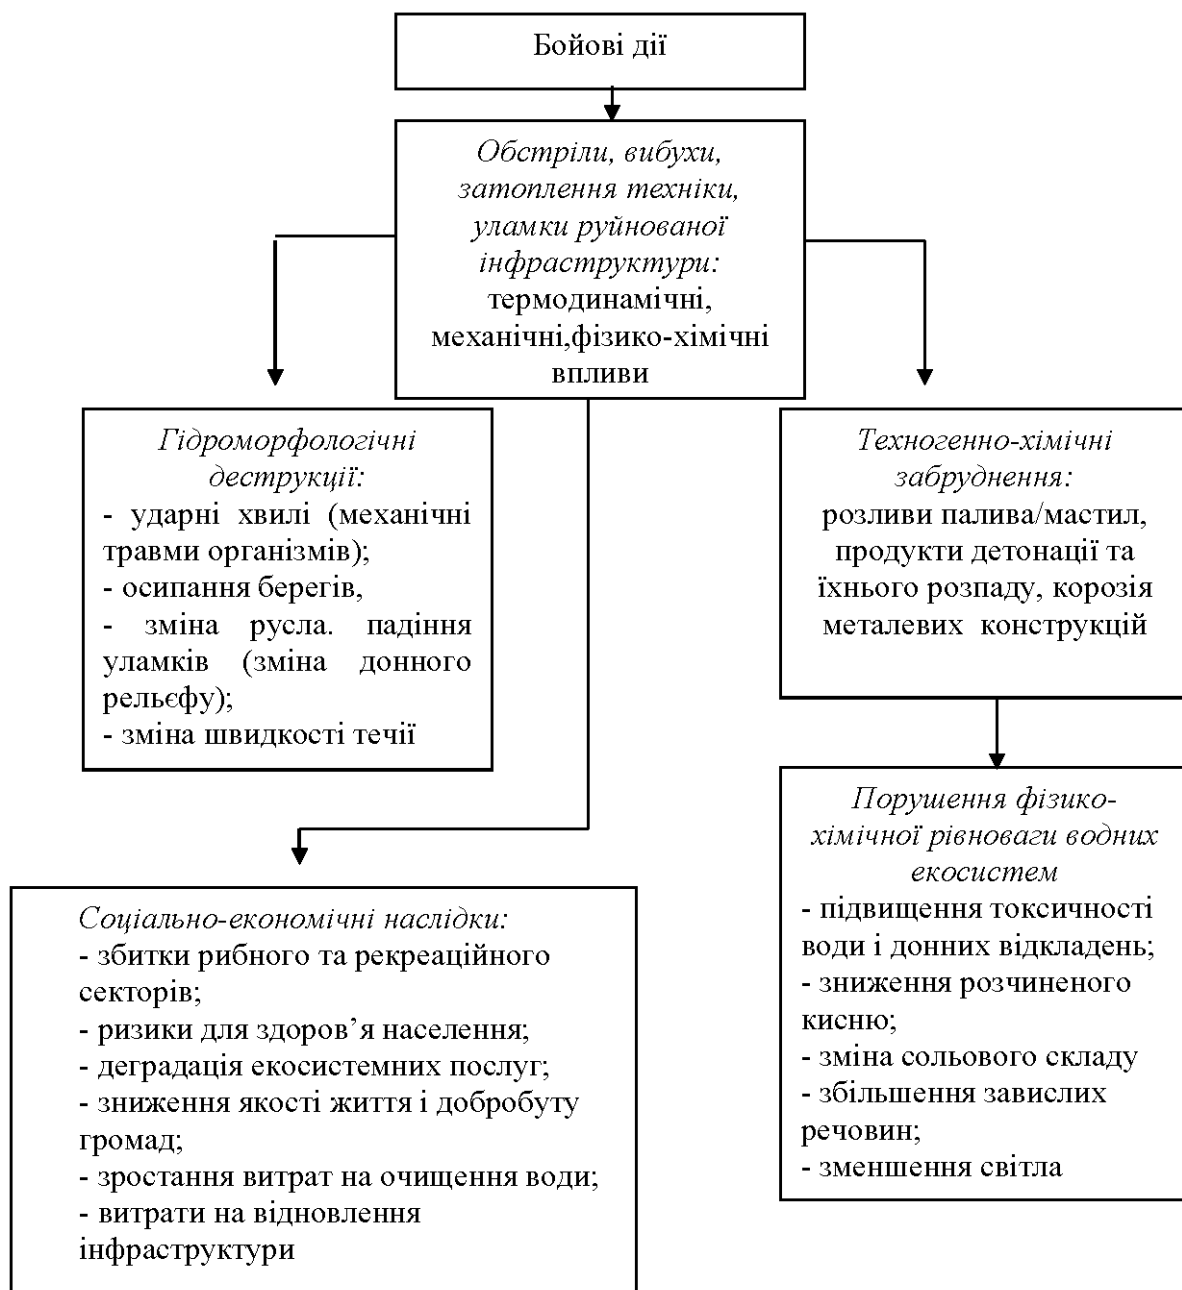 Бойові дії
Обстріли, вибухи,
затоплення техніки,
уламки руйнованої
інфраструктури:
термодинамічні,
механічні,фізико-хімічні
впливи
Гідроморфологічні
деструкції:
- ударні хвилі (механічні
травми організмів);
- осипання берегів,
- зміна русла. падіння
уламків (зміна донного
рельєфу);
- зміна швидкості течії
Техногенно-хімічні
забруднення:
розливи палива/мастил,
продукти детонації та
їхнього розпаду, корозія
металевих конструкцій
Порушення фізико-
хімічної рівноваги водних
екосистем
- підвищення токсичності
води і донних відкладень;
- зниження розчиненого
кисню;
- зміна сольового складу
- збільшення завислих
речовин;
- зменшення світла
Соціально-економічні наслідки:
- збитки рибного та рекреаційного
секторів;
- ризики для здоров’я населення;
- деградація екосистемних послуг;
- зниження якості життя і добробуту
громад;
- зростання витрат на очищення води;
- витрати на відновлення
інфраструктури